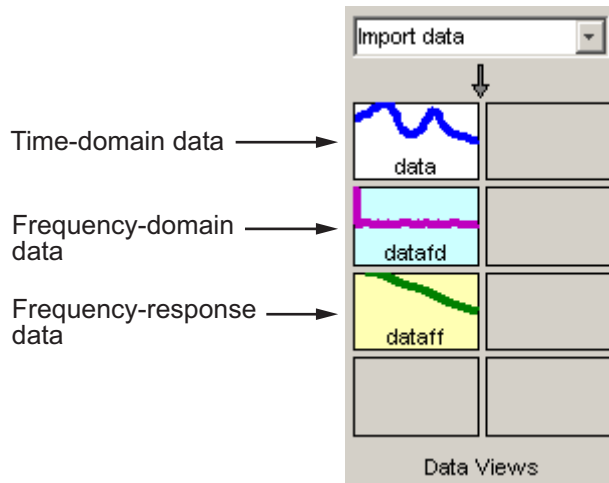 Import data
Time-domain data
data
Frequency-domain
data
datafd
Frequency-response
data
dataff
Data Views